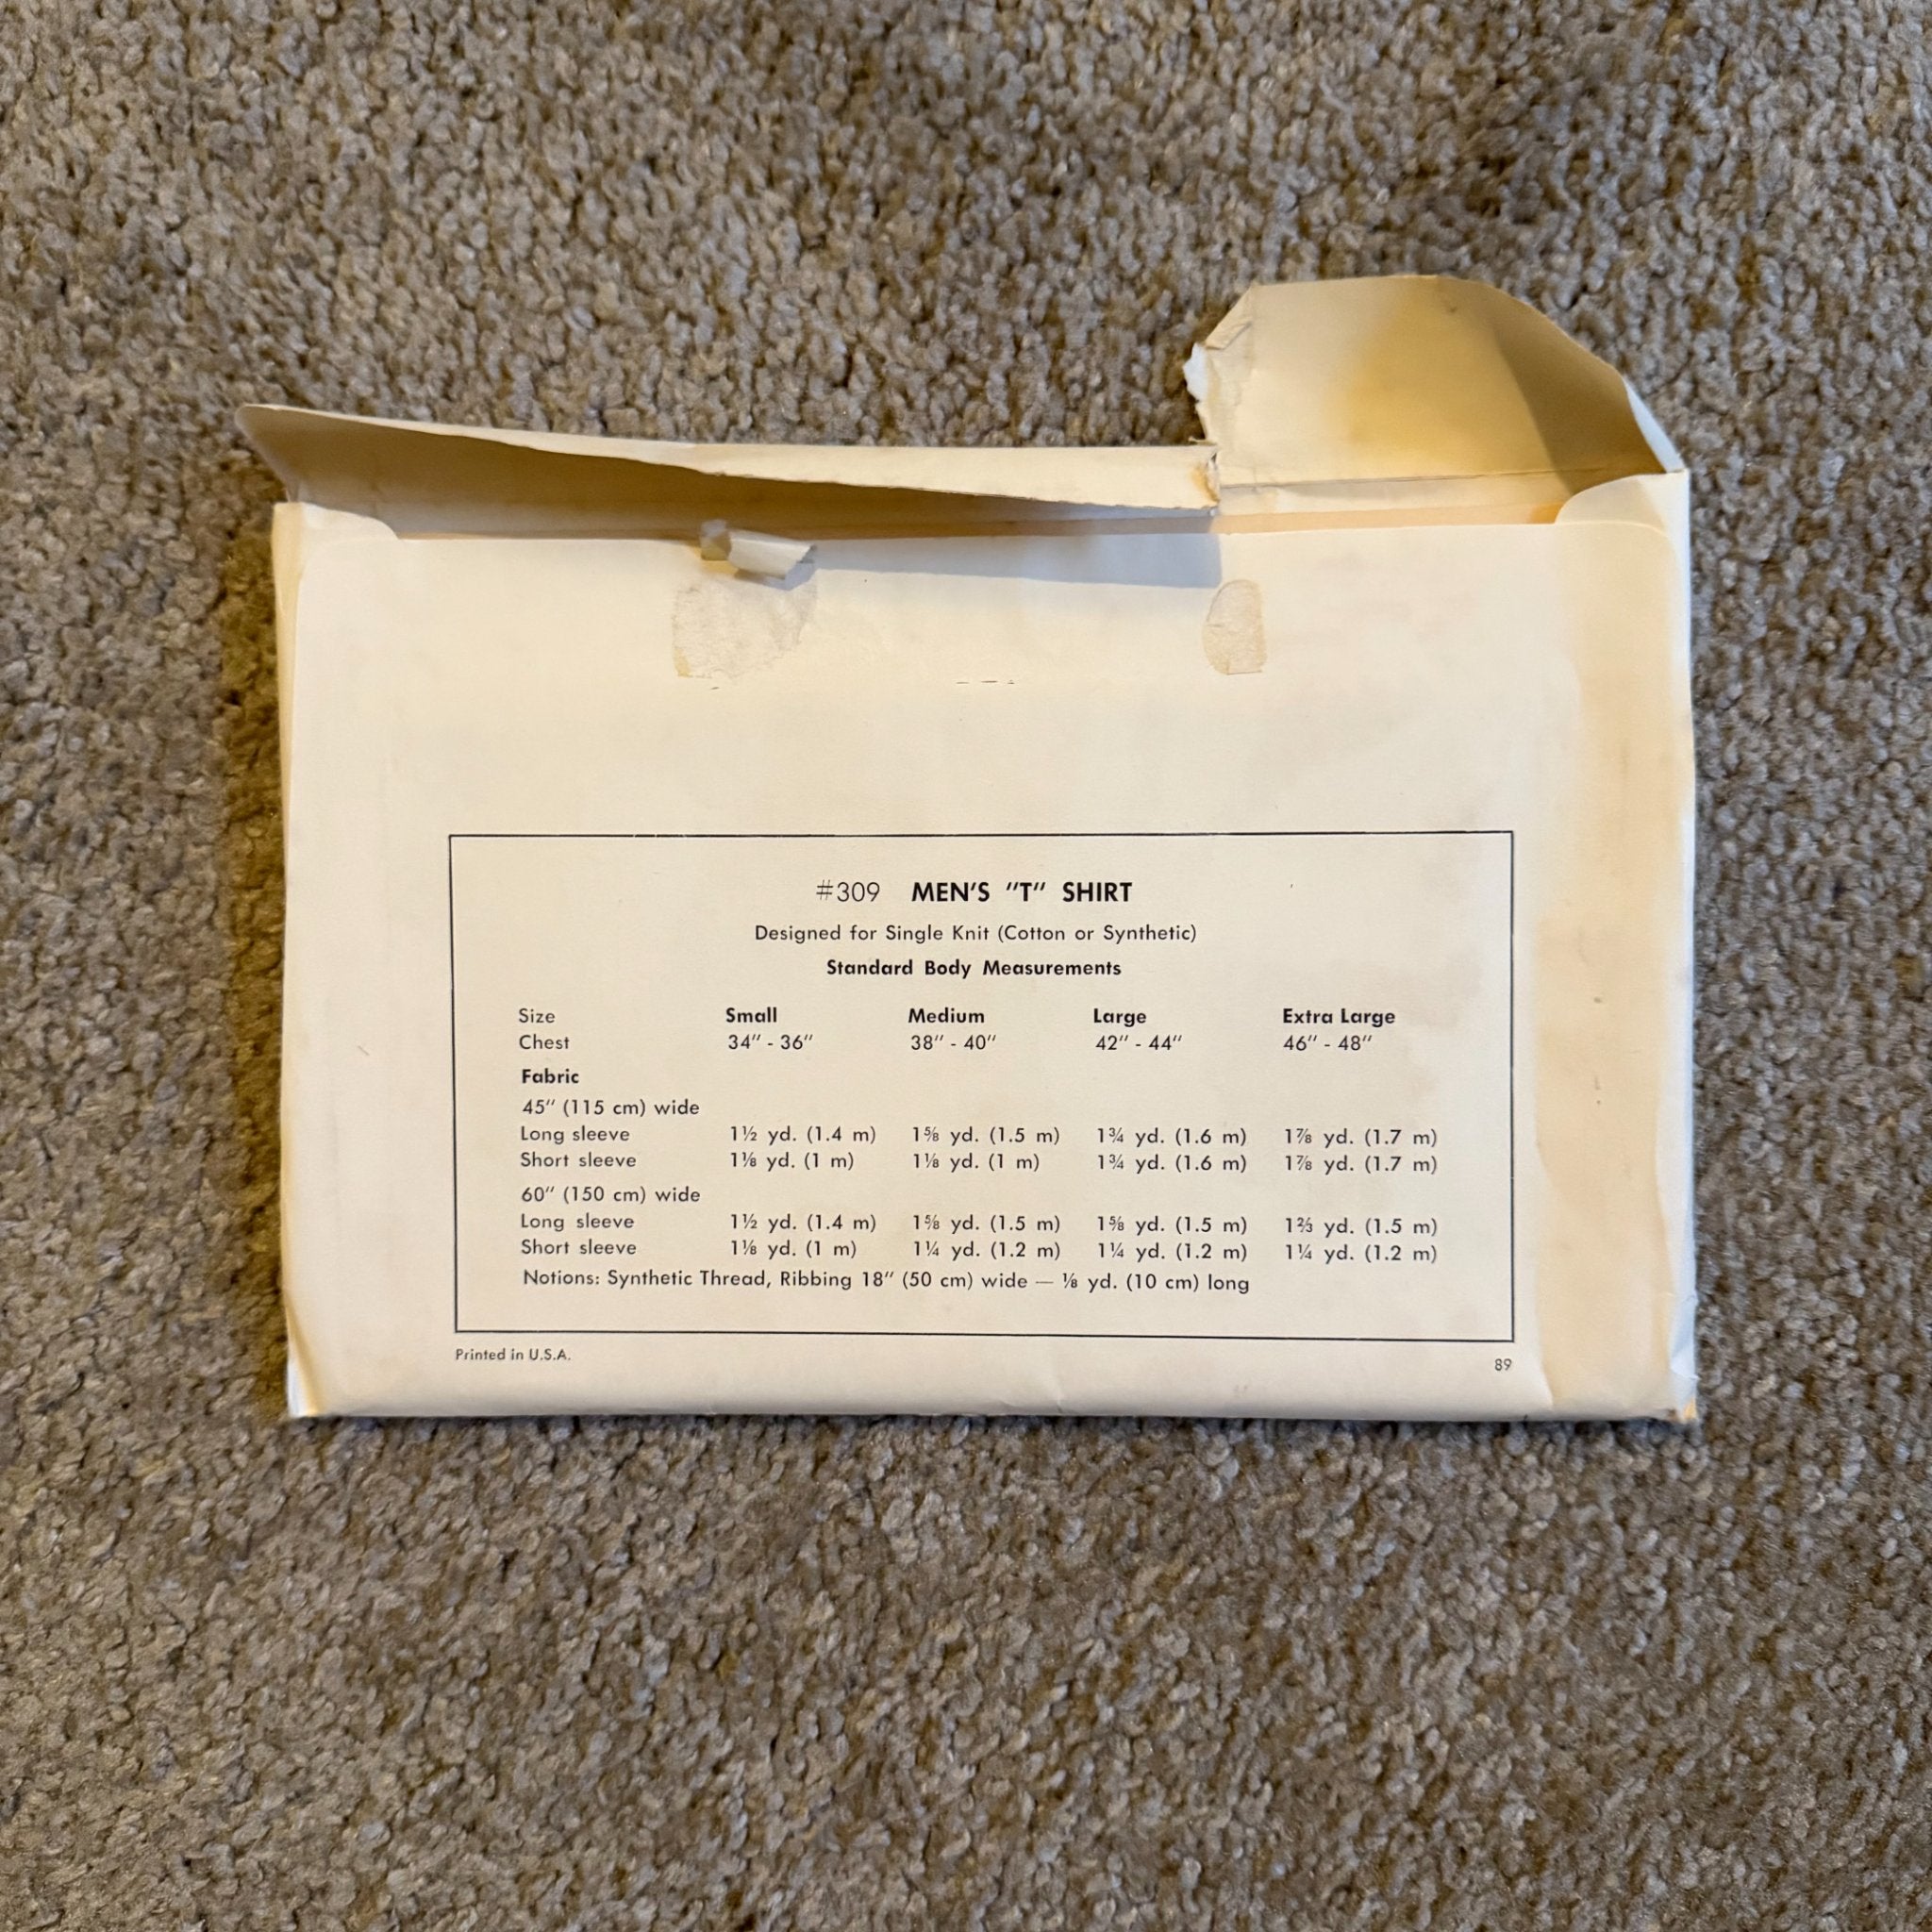 #309 MEN'S "T" SHIRT
Designed for Single Knit (Cotton or Synthetic)
Standard Body Measurements
Size Small Medium Large Extra Large
Chest 34" - 36" 38" - 40" 42" - 44" 46" - 48"
Fabric
45" (115 cm) wide
Long sleeve 1½ yd. (1.4 m) 1⅝ yd. (1.5 m) 1¾ yd. (1.6 m) 1⅞ yd. (1.7 m)
Short sleeve 1⅛ yd. (1 m) 1⅛ yd. (1 m) 1¾ yd. (1.6 m) 1⅞ yd. (1.7 m)
60" (150 cm) wide
Long sleeve 1½ yd. (1.4 m) 1⅝ yd. (1.5 m) 1⅝ yd. (1.5 m) 1⅔ yd. (1.5 m)
Short sleeve 1⅛ yd. (1 m) 1¼ yd. (1.2 m) 1¼ yd. (1.2 m) 1¼ yd. (1.2 m)
Notions: Synthetic Thread, Ribbing 18" (50 cm) wide — ⅛ yd. (10 cm) long
Printed in U.S.A. 89